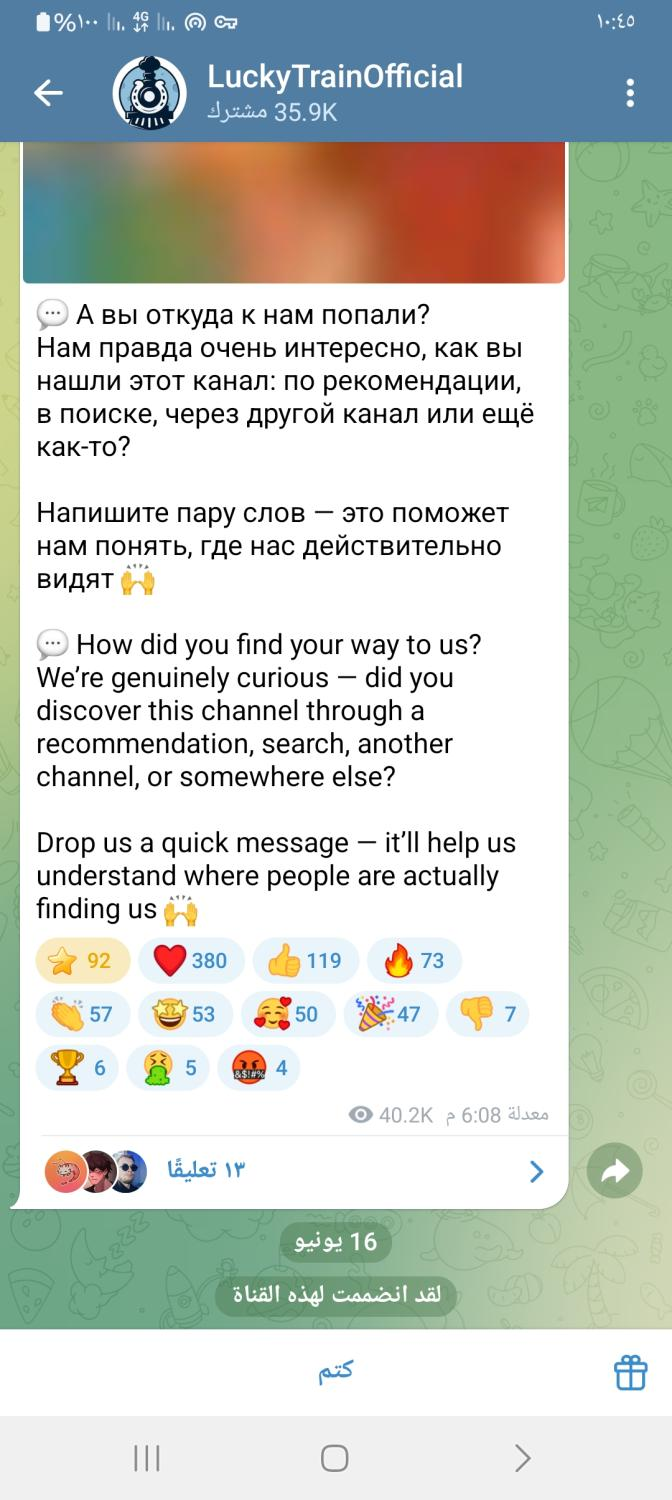 %١٠٠ 4G ١٠:٤٥
LuckyTrainOfficial
35.9K مشترك
А вы откуда к нам попали?
Нам правда очень интересно, как вы
нашли этот канал: по рекомендации,
в поиске, через другой канал или ещё
как-то?
Напишите пару слов — это поможет
нам понять, где нас действительно
видят 🙌
How did you find your way to us?
We’re genuinely curious — did you
discover this channel through a
recommendation, search, another
channel, or somewhere else?
Drop us a quick message — it’ll help us
understand where people are actually
finding us 🙌
92 380 119 73
57 53 50 47 7
6 5 4
40.2K معدلة 6:08 م
١٣ تعليقًا
16 يونيو
لقد انضممت لهذه القناة
كتم